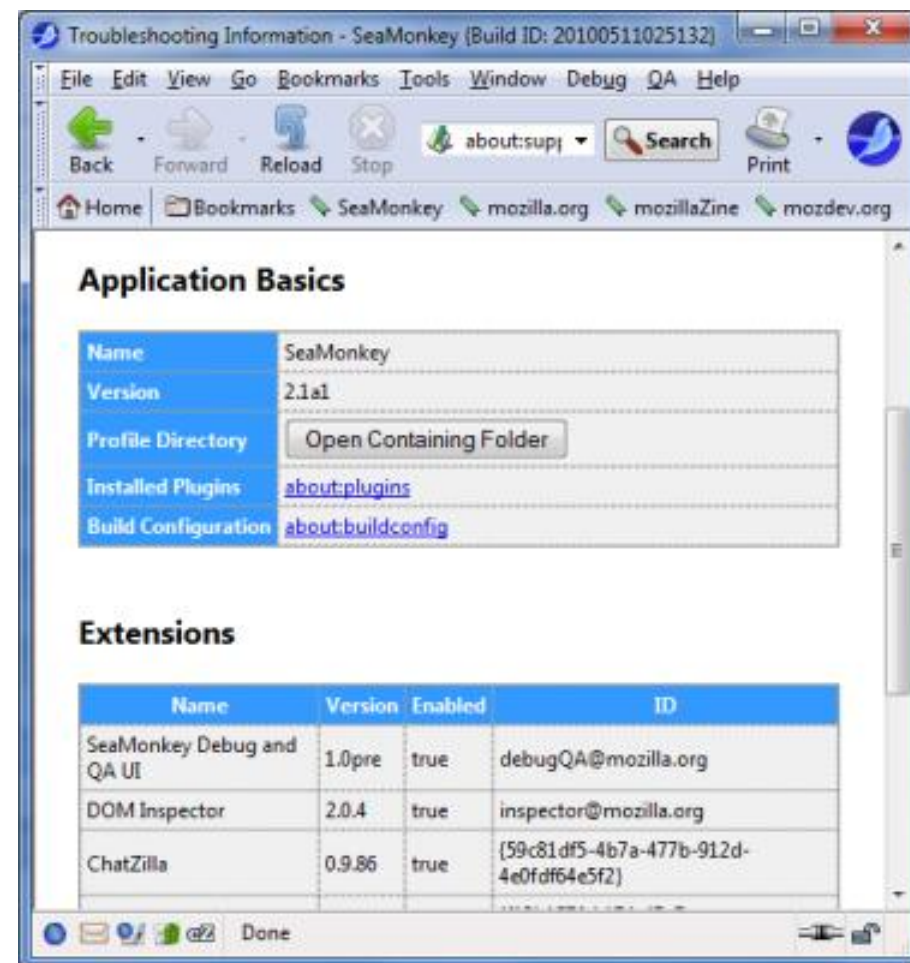 Troubleshooting Information - SeaMonkey {Build ID: 20100511025132}
File Edit View Go Bookmarks Tools Window Debug QA Help
about:supp Search
Back Forward Reload Stop Print
Home Bookmarks SeaMonkey mozilla.org mozillaZine mozdev.org
Application Basics
Name SeaMonkey
Version 2.1a1
Profile Directory Open Containing Folder
Installed Plugins about:plugins
Build Configuration about:buildconfig
Extensions
Name Version Enabled ID
SeaMonkey Debug and
QA UI 1.0pre true debugQA@mozilla.org
DOM Inspector 2.0.4 true inspector@mozilla.org
ChatZilla 0.9.86 true {59c81df5-4b7a-477b-912d-
4e0fdf64e5f2}
Done